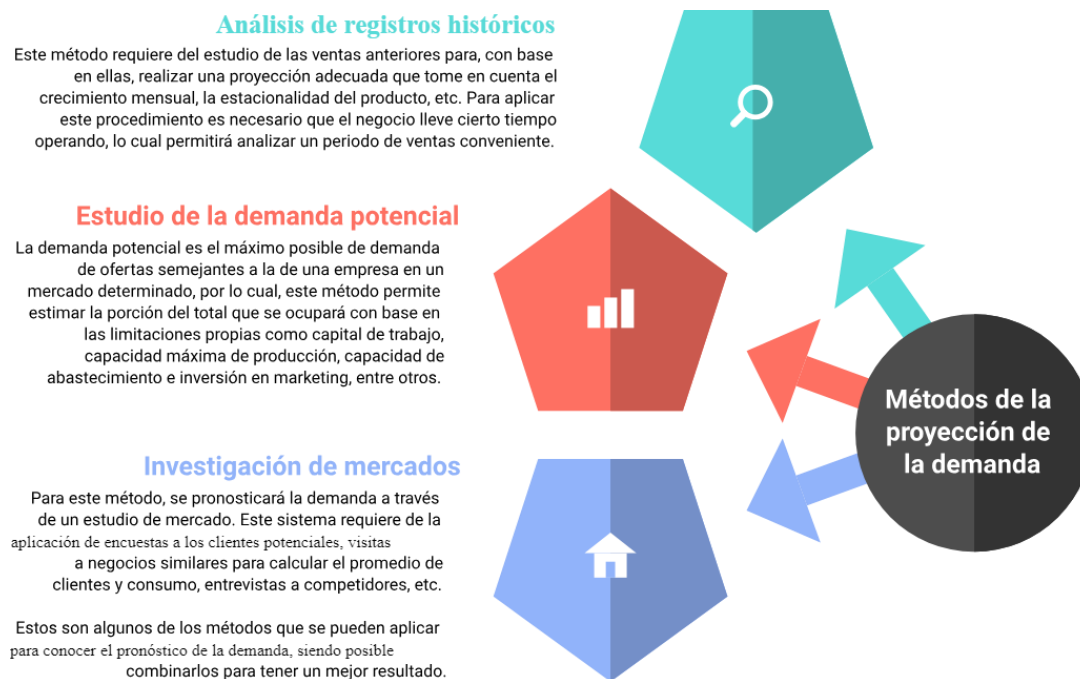 Análisis de registros históricos
Este método requiere del estudio de las ventas anteriores para, con base
en ellas, realizar una proyección adecuada que tome en cuenta el
crecimiento mensual, la estacionalidad del producto, etc. Para aplicar
este procedimiento es necesario que el negocio lleve cierto tiempo
operando, lo cual permitirá analizar un periodo de ventas conveniente.
Estudio de la demanda potencial
La demanda potencial es el máximo posible de demanda
de ofertas semejantes a la de una empresa en un
mercado determinado, por lo cual, este método permite
estimar la porción del total que se ocupará con base en
las limitaciones propias como capital de trabajo,
capacidad máxima de producción, capacidad de
abastecimiento e inversión en marketing, entre otros.
Investigación de mercados
Para este método, se pronosticará la demanda a través
de un estudio de mercado. Este sistema requiere de la
aplicación de encuestas a los clientes potenciales, visitas
a negocios similares para calcular el promedio de
clientes y consumo, entrevistas a competidores, etc.
Estos son algunos de los métodos que se pueden aplicar
para conocer el pronóstico de la demanda, siendo posible
combinarlos para tener un mejor resultado.
Métodos de la
proyección de
la demanda